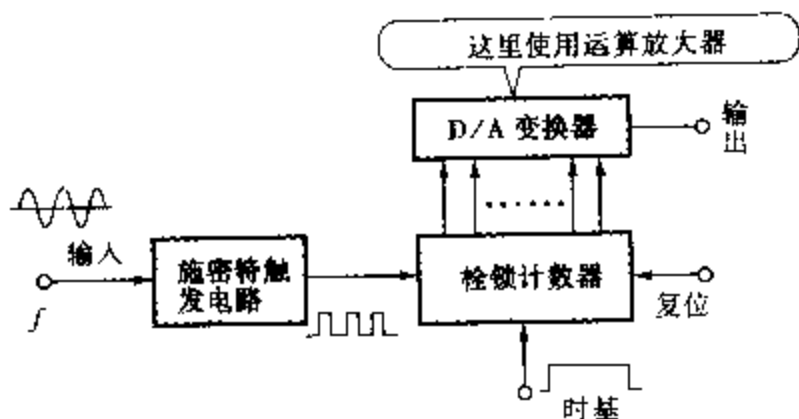 这里使用运算放大器
D/A 变换器
输出
输入
施密特触
发电路
栓锁计数器
复位
f
时基